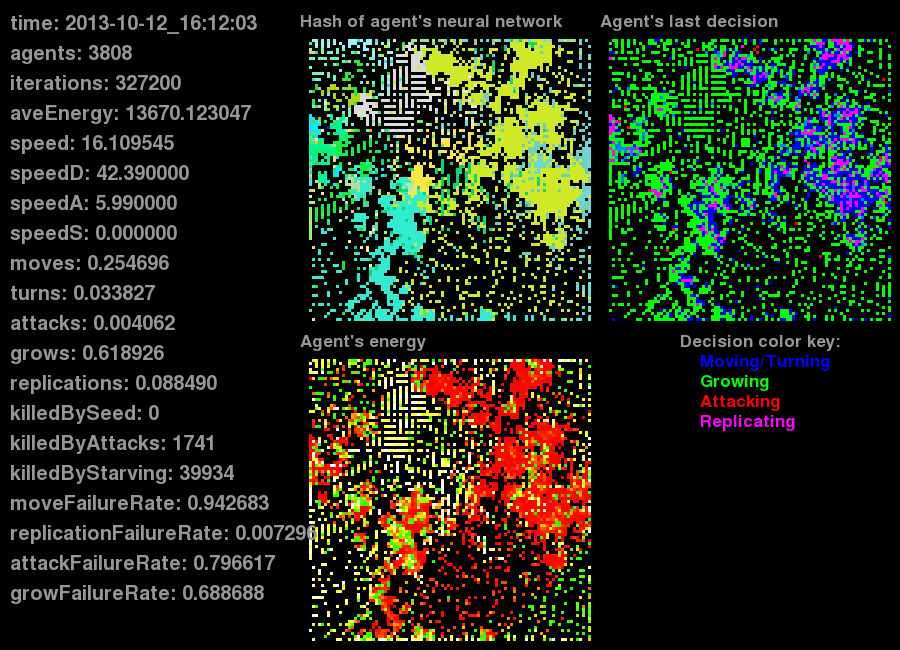 time: 2013-10-12_16:12:03
agents: 3808
iterations: 327200
aveEnergy: 13670.123047
speed: 16.109545
speedD: 42.390000
speedA: 5.990000
speedS: 0.000000
moves: 0.254696
turns: 0.033827
attacks: 0.004062
grows: 0.618926
replications: 0.088490
killedBySeed: 0
killedByAttacks: 1741
killedByStarving: 39934
moveFailureRate: 0.942683
replicationFailureRate: 0.007296
attackFailureRate: 0.796617
growFailureRate: 0.688688
Hash of agent's neural network
Agent's last decision
Agent's energy
Decision color key:
Moving/Turning
Growing
Attacking
Replicating